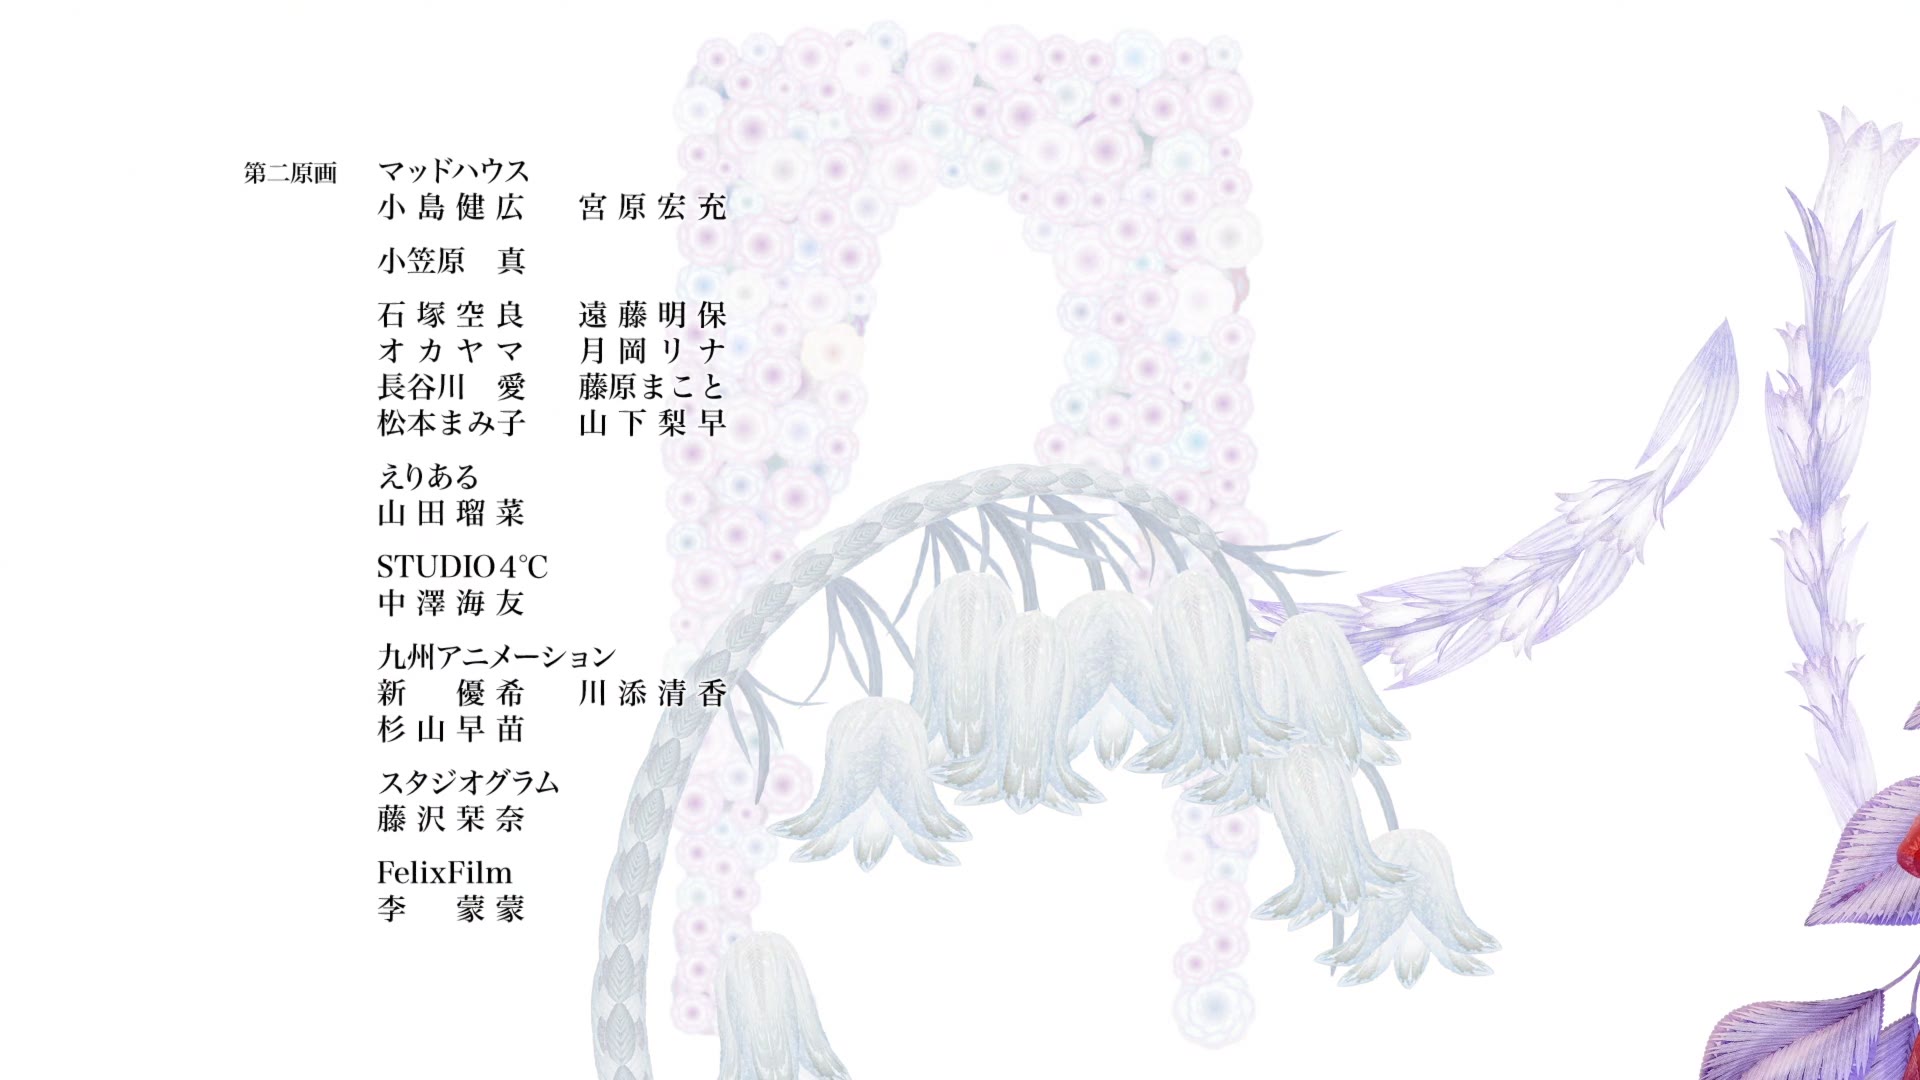 第二原画 マッドハウス
小島健広 宮原宏充
小笠原 真
石塚空良 遠藤明保
オカヤマ 月岡リナ
長谷川 愛 藤原まこと
松本まみ子 山下梨早
えりある
山田瑠菜
STUDIO4℃
中澤海友
九州アニメーション
新 優希 川添清香
杉山早苗
スタジオグラム
藤沢栞奈
FelixFilm
李 蒙蒙